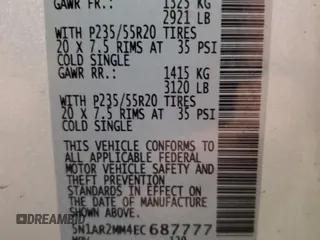 GAWR FR.: 1325 KG
2921 LB
WITH P235/55R20 TIRES
20 X 7.5 RIMS AT 35 PSI
COLD SINGLE
GAWR RR.: 1415 KG
3120 LB
WITH P235/55R20 TIRES
20 X 7.5 RIMS AT 35 PSI
COLD SINGLE
THIS VEHICLE CONFORMS TO
ALL APPLICABLE FEDERAL
MOTOR VEHICLE SAFETY AND
THEFT PREVENTION
STANDARDS IN EFFECT ON
THE DATE OF MANUFACTURE
SHOWN ABOVE.
5N1AR2MM4EC687777
DREAMBID